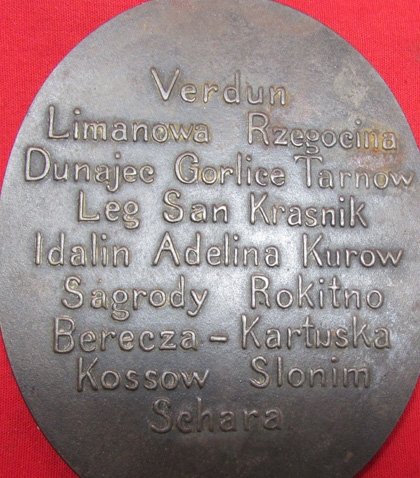 Verdun
Limanowa Rzegocina
Dunajec Gorlice Tarnow
Leg San Krasnik
Idalin Adelina Kurow
Sagrody Rokitno
Berecza-Kartuska
Kossow Slonim
Schara